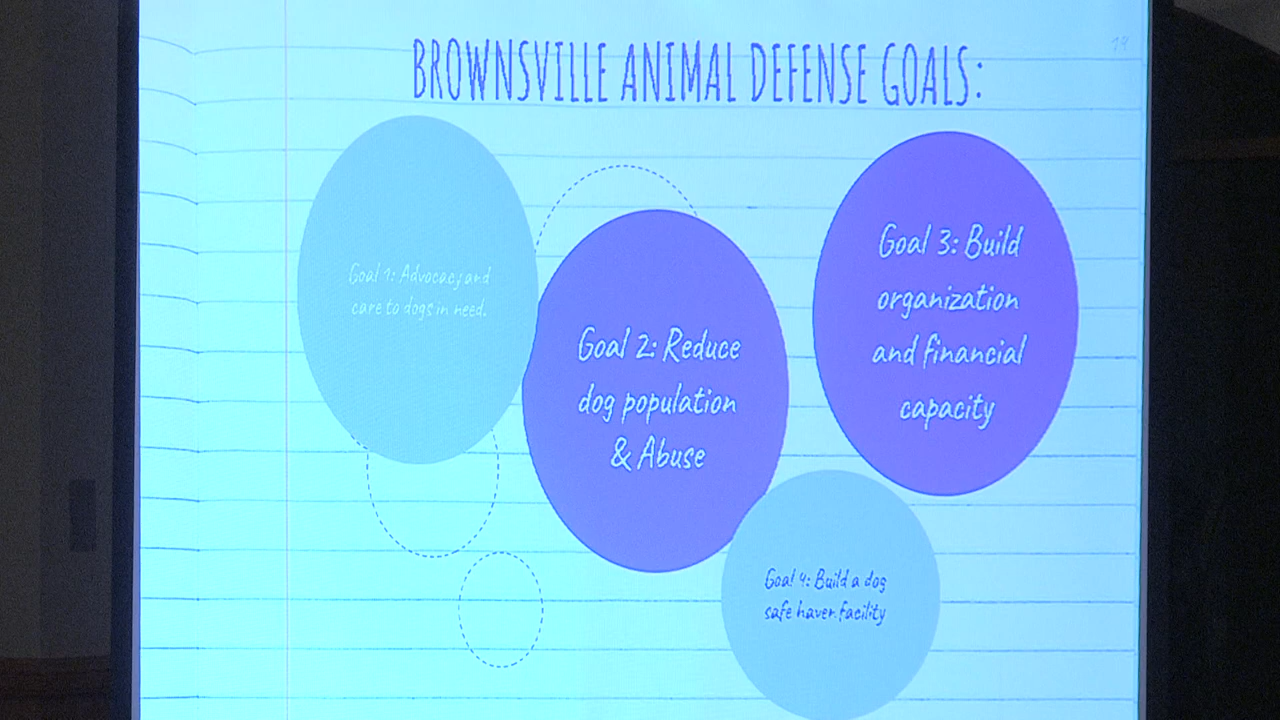 BROWNSVILLE ANIMAL DEFENSE GOALS:
Goal 1: Advocacy and
care to dogs in need.
Goal 2: Reduce
dog population
& Abuse
Goal 3: Build
organization
and financial
capacity
Goal 4: Build a dog
safe haven facility